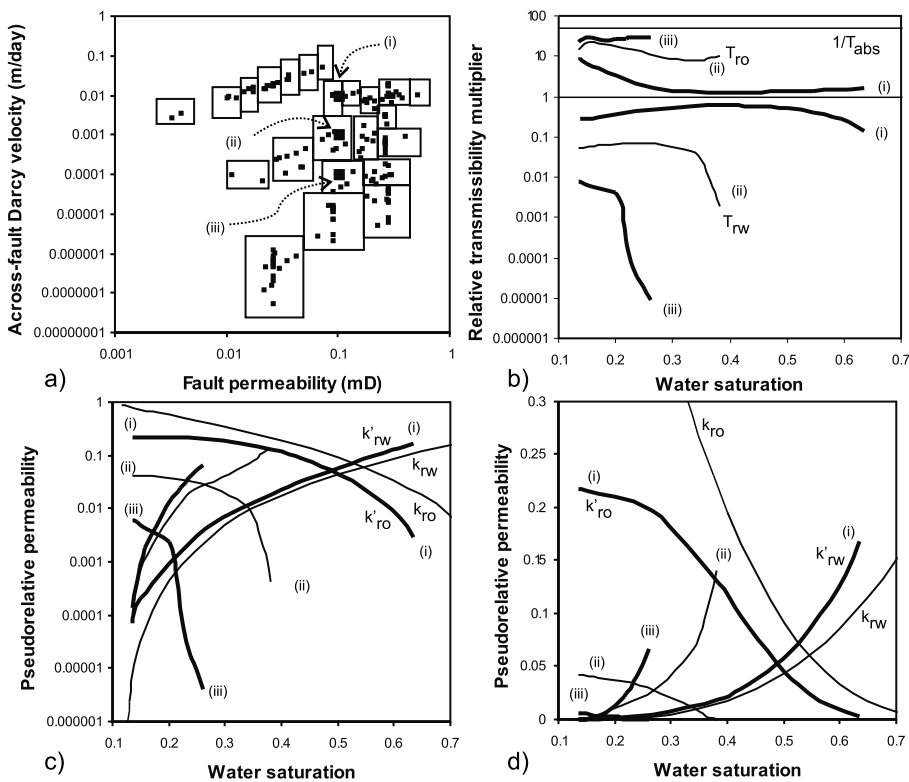 Across-fault Darcy velocity (m/day)
1
0.1
0.01
0.001
0.0001
0.00001
0.000001
0.0000001
0.00000001
(i)
(ii)
(iii)
0.001
0.01
0.1
1
a)
Fault permeability (mD)
Relative transmissibility multiplier
100
10
1
0.1
0.01
0.001
0.0001
0.00001
0.000001
(iii)
T_ro
(ii)
1/T_abs
(i)
(i)
(ii)
T_rw
(iii)
0.1
0.2
0.3
0.4
0.5
0.6
0.7
b)
Water saturation
Pseudorelative permeability
1
0.1
0.01
0.001
0.0001
0.00001
0.000001
(i)
(ii)
(iii)
k'_rw
(i)
k_rw
k_ro
k'_ro
(i)
(ii)
(iii)
0.1
0.2
0.3
0.4
0.5
0.6
0.7
c)
Water saturation
Pseudorelative permeability
0.3
0.25
0.2
0.15
0.1
0.05
0
k_ro
(i)
k'_ro
(ii)
(i)
k'_rw
k_rw
(iii)
(ii)
(iii)
0.1
0.2
0.3
0.4
0.5
0.6
0.7
d)
Water saturation